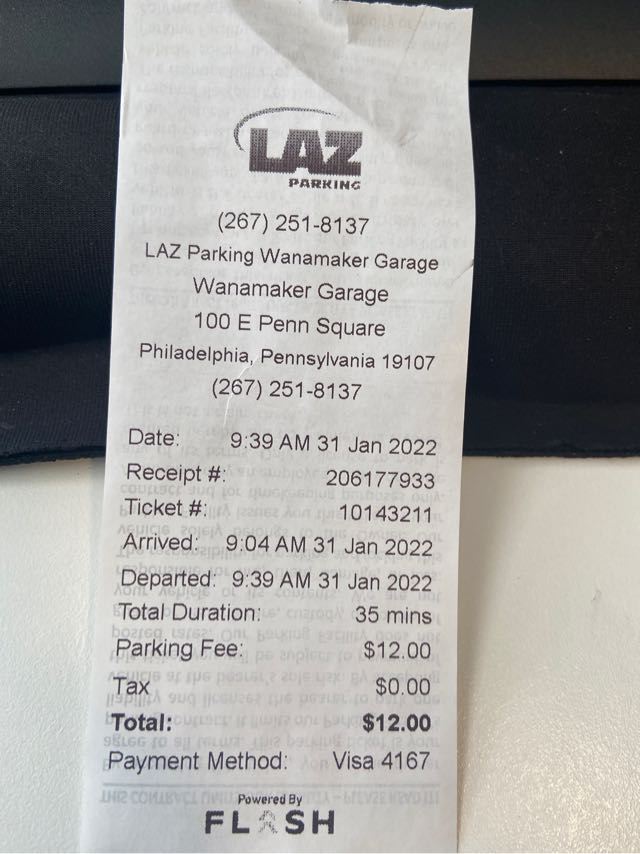 LAZ
PARKING
(267) 251-8137
LAZ Parking Wanamaker Garage
Wanamaker Garage
100 E Penn Square
Philadelphia, Pennsylvania 19107
(267) 251-8137
Date: 9:39 AM 31 Jan 2022
Receipt #: 206177933
Ticket #: 10143211
Arrived: 9:04 AM 31 Jan 2022
Departed: 9:39 AM 31 Jan 2022
Total Duration: 35 mins
Parking Fee: $12.00
Tax $0.00
Total: $12.00
Payment Method: Visa 4167
Powered By
FLASH